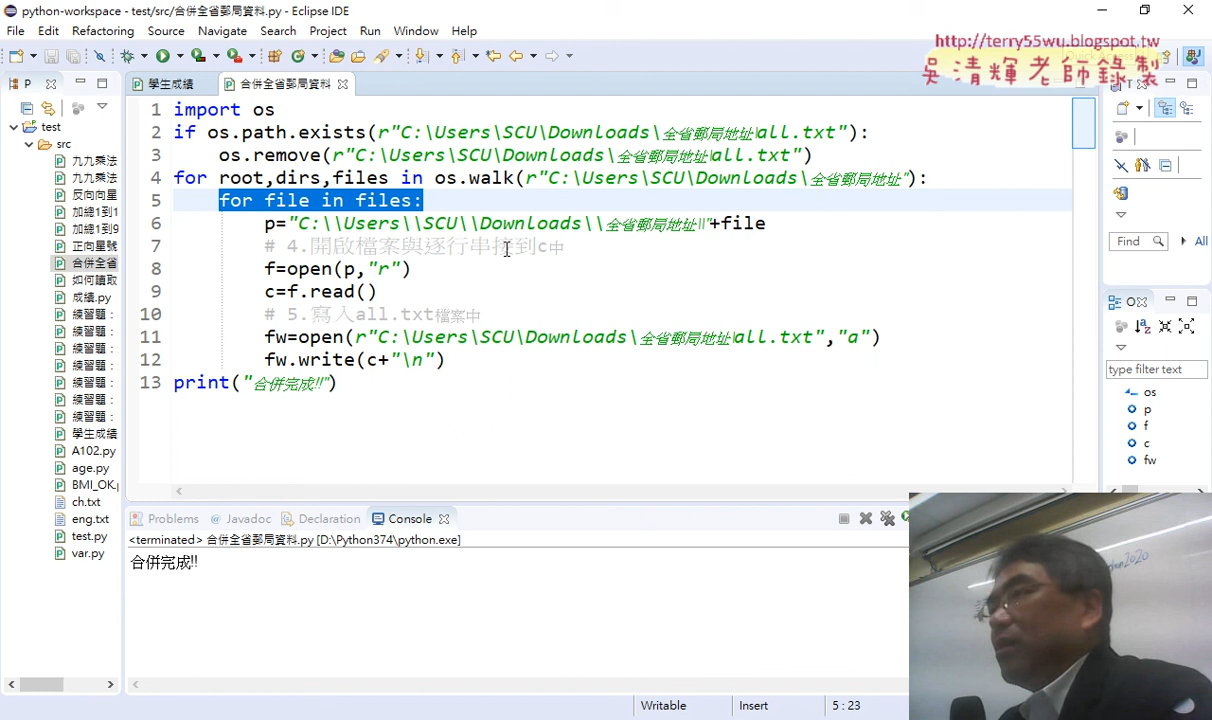 python-workspace - test/src/合併全省郵局資料.py - Eclipse IDE
File Edit Refactoring Source Navigate Search Project Run Window Help
http://terry55wu.blogspot.tw
吳清輝老師錄製
P
學生成績
合併全省郵局資料
test
src
九九乘法
九九乘法
反向向星
加總1到1
加總1到9
正向星號
合併全省
如何讀取
成績.py
練習題：
練習題：
練習題：
練習題：
練習題：
練習題：
練習題：
學生成績
A102.py
age.py
BMI_OK.p
ch.txt
eng.txt
test.py
var.py
1 import os
2 if os.path.exists(r"C:\Users\SCU\Downloads\全省郵局地址\all.txt"):
3 os.remove(r"C:\Users\SCU\Downloads\全省郵局地址\all.txt")
4 for root,dirs,files in os.walk(r"C:\Users\SCU\Downloads\全省郵局地址"):
5 for file in files:
6 p="C:\\Users\\SCU\\Downloads\\全省郵局地址\\"+file
7 # 4.開啟檔案與逐行串接到c中
8 f=open(p,"r")
9 c=f.read()
10 # 5.寫入all.txt檔案中
11 fw=open(r"C:\Users\SCU\Downloads\全省郵局地址\all.txt","a")
12 fw.write(c+"\n")
13 print("合併完成!!")
Find
All
O
type filter text
os
p
f
c
fw
Problems Javadoc Declaration Console
<terminated> 合併全省郵局資料.py [D:\Python374\python.exe]
合併完成!!
Writable Insert 5 : 23